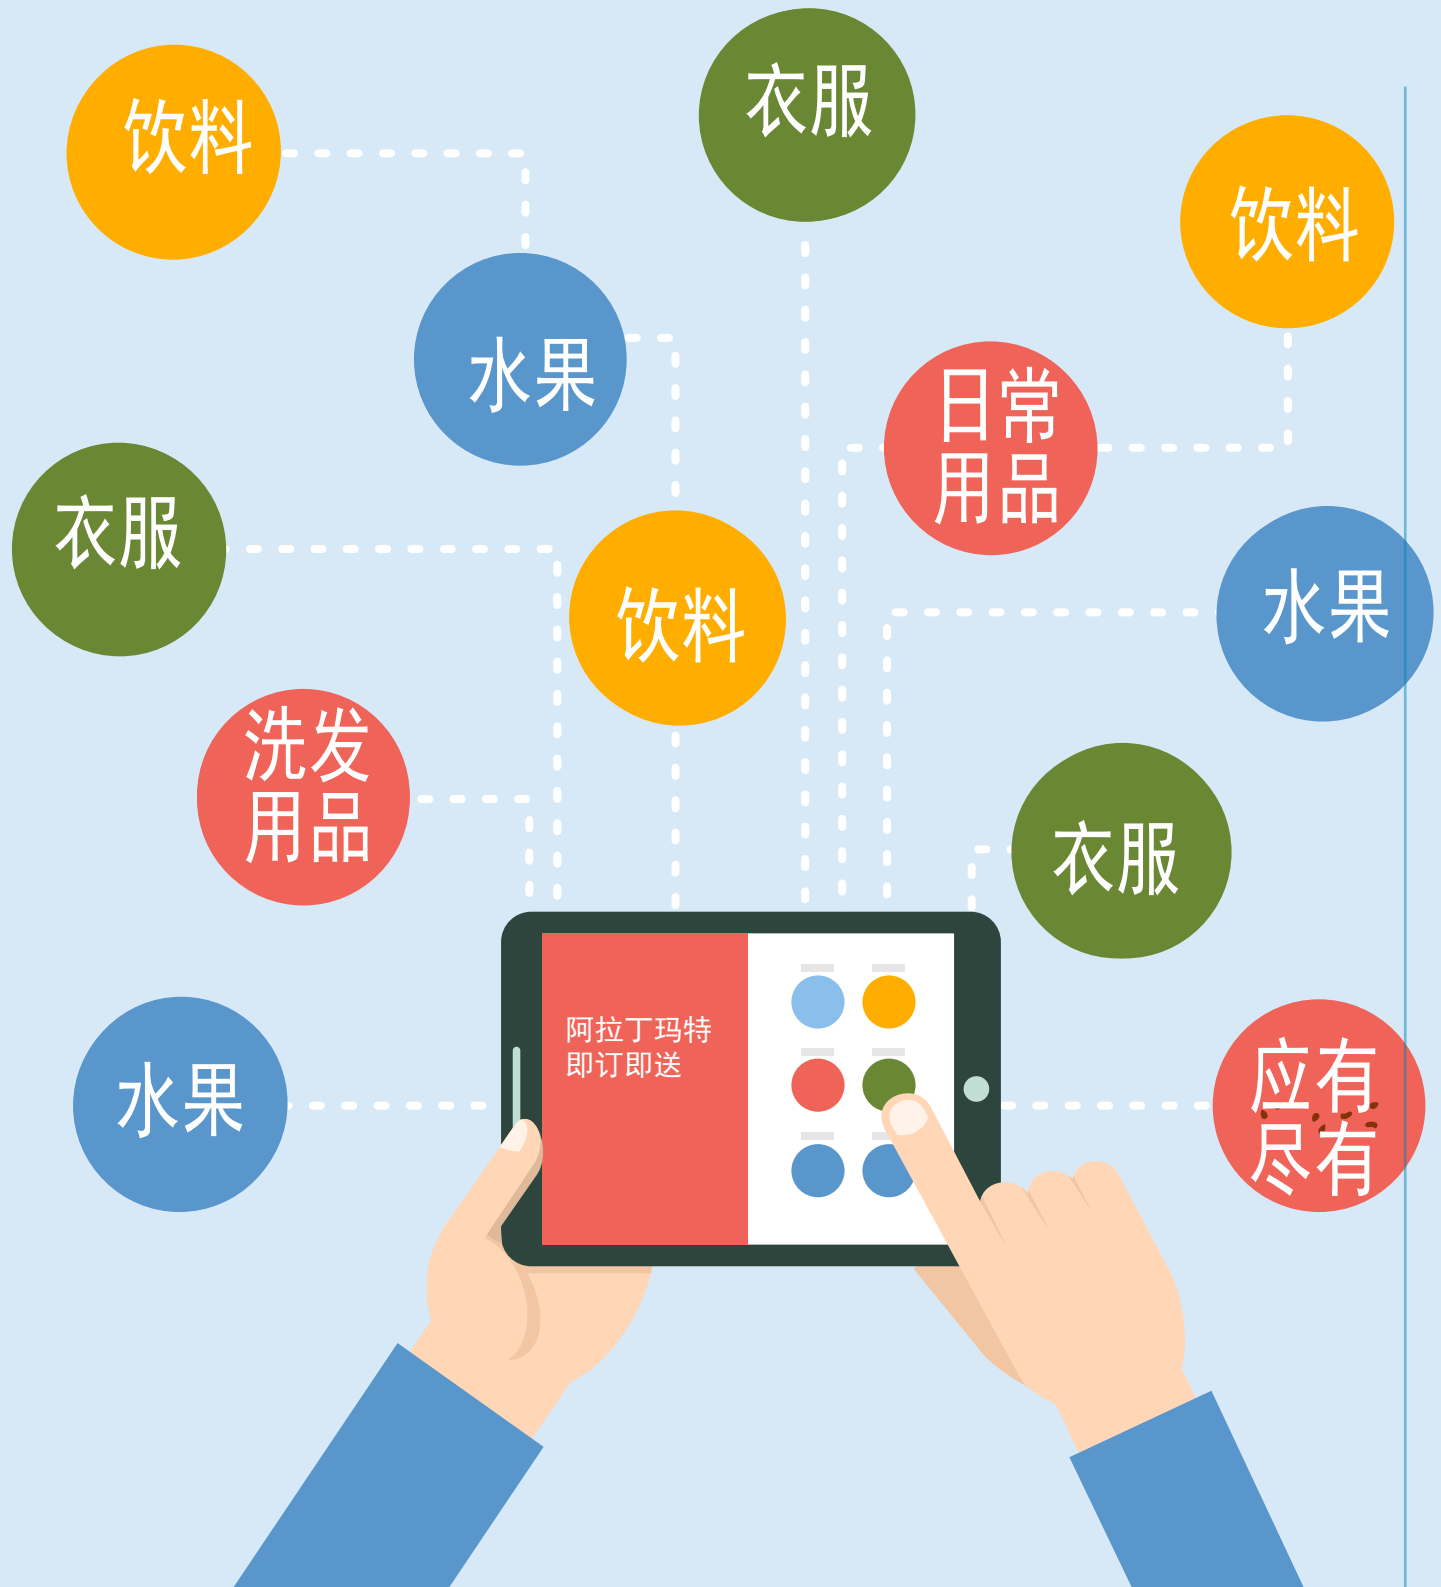 衣服
饮料
饮料
水果
日常
用品
衣服
水果
饮料
洗发
用品
衣服
阿拉丁玛特
即订即送
水果
应有
尽有